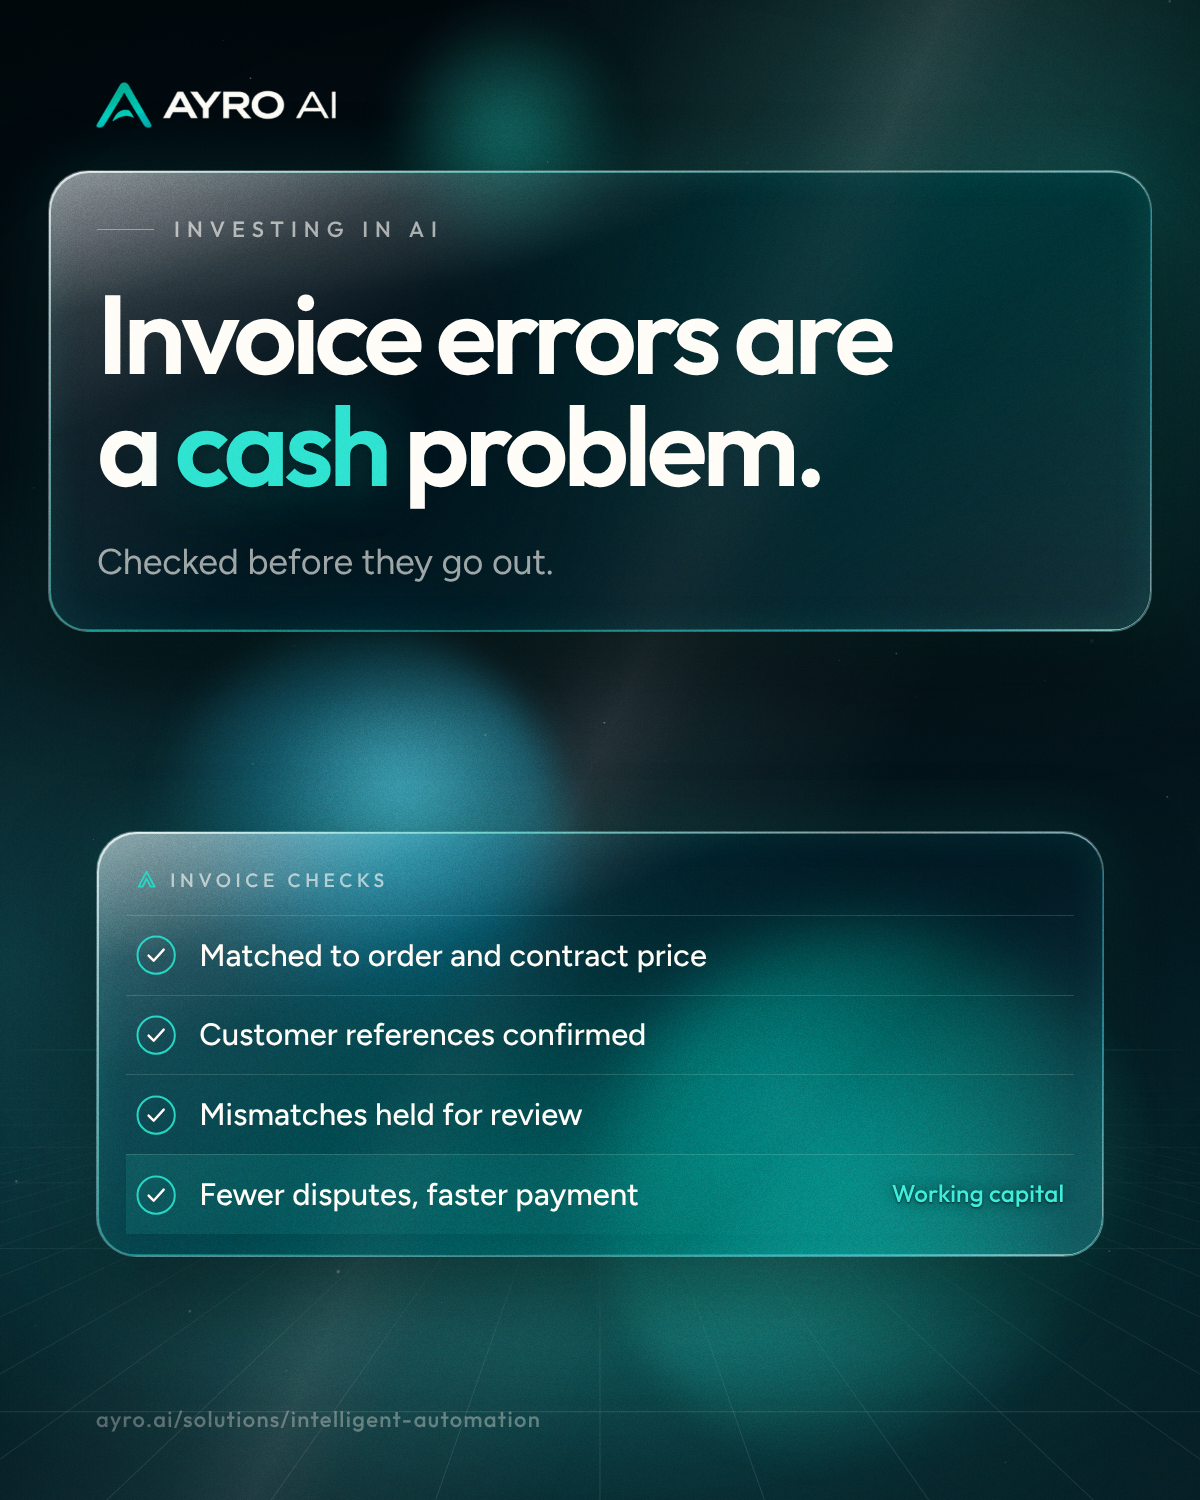 AYRO AI
INVESTING IN AI
Invoice errors are
a cash problem.
Checked before they go out.
INVOICE CHECKS
Matched to order and contract price
Customer references confirmed
Mismatches held for review
Fewer disputes, faster payment
Working capital
ayro.ai/solutions/intelligent-automation